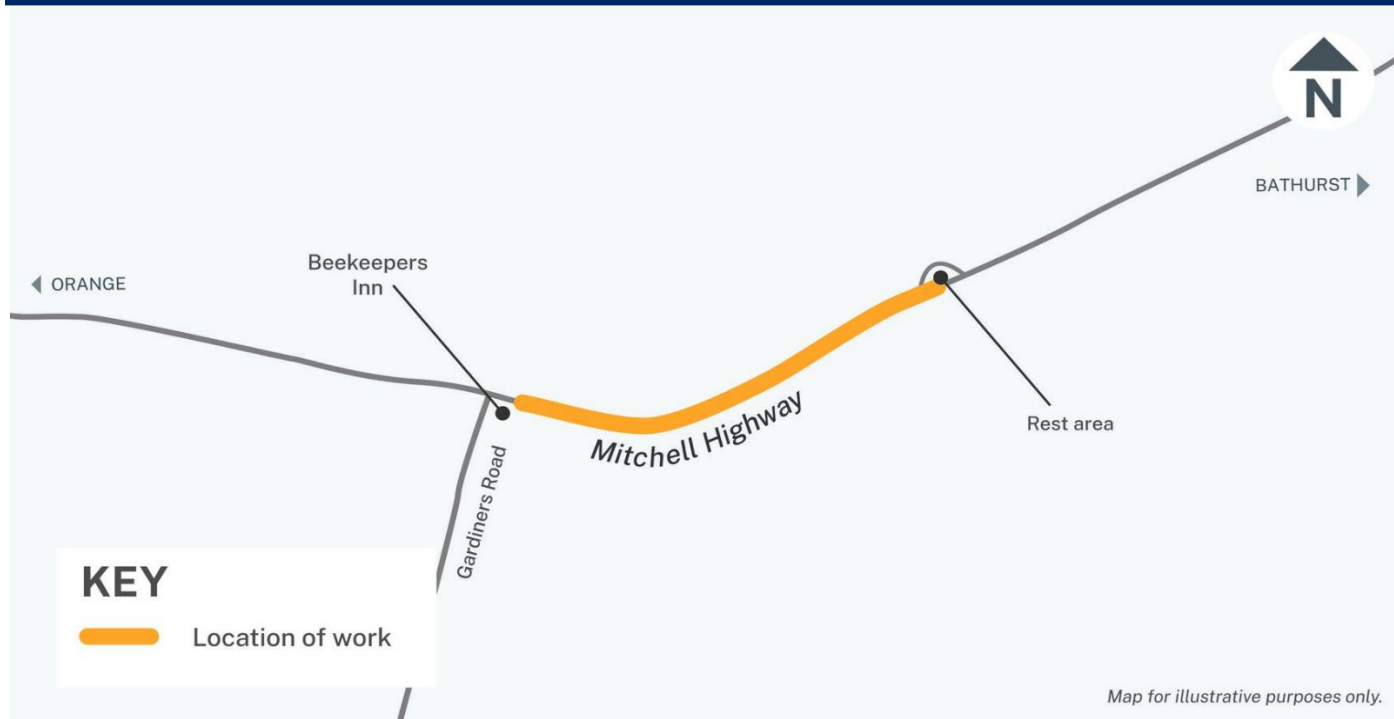 N
BATHURST
Beekeepers
Inn
ORANGE
Mitchell Highway
Rest area
Gardiners Road
KEY
Location of work
Map for illustrative purposes only.